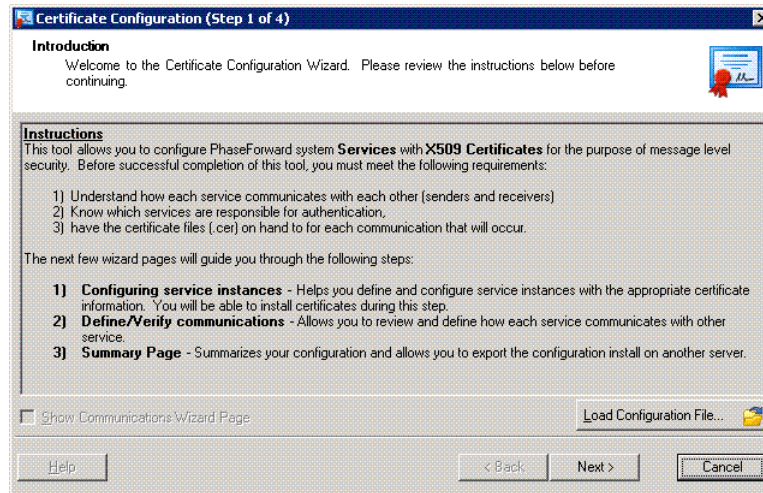 Certificate Configuration (Step 1 of 4)
Introduction
Welcome to the Certificate Configuration Wizard. Please review the instructions below before
continuing.
Instructions
This tool allows you to configure PhaseForward system Services with X509 Certificates for the purpose of message level
security. Before successful completion of this tool, you must meet the following requirements:
1) Understand how each service communicates with each other (senders and receivers)
2) Know which services are responsible for authentication,
3) have the certificate files (.cer) on hand to for each communication that will occur.
The next few wizard pages will guide you through the following steps:
1) Configuring service instances - Helps you define and configure service instances with the appropriate certificate
information. You will be able to install certificates during this step.
2) Define/Verify communications - Allows you to review and define how each service communicates with other
service.
3) Summary Page - Summarizes your configuration and allows you to export the configuration install on another server.
Show Communications Wizard Page
Load Configuration File...
Help
< Back
Next >
Cancel